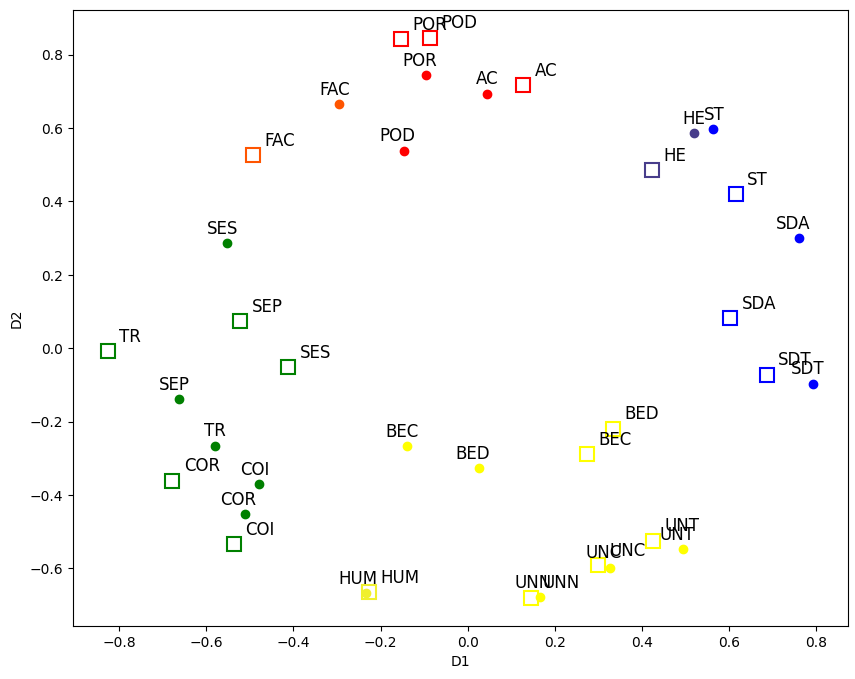 POR POD
POR
AC AC
FAC
POD
FAC
HE ST
HE
ST
SES
SDA
SEP
SDA
TR
SES
SDT
SDT
SEP
TR
BEC
BED
BED
BEC
COR
COI
COR
COI
UNT
UNT
UNC UNC
HUM HUM
UNN UNN
0.8
0.6
0.4
0.2
0.0
−0.2
−0.4
−0.6
D2
−0.8 −0.6 −0.4 −0.2 0.0 0.2 0.4 0.6 0.8
D1